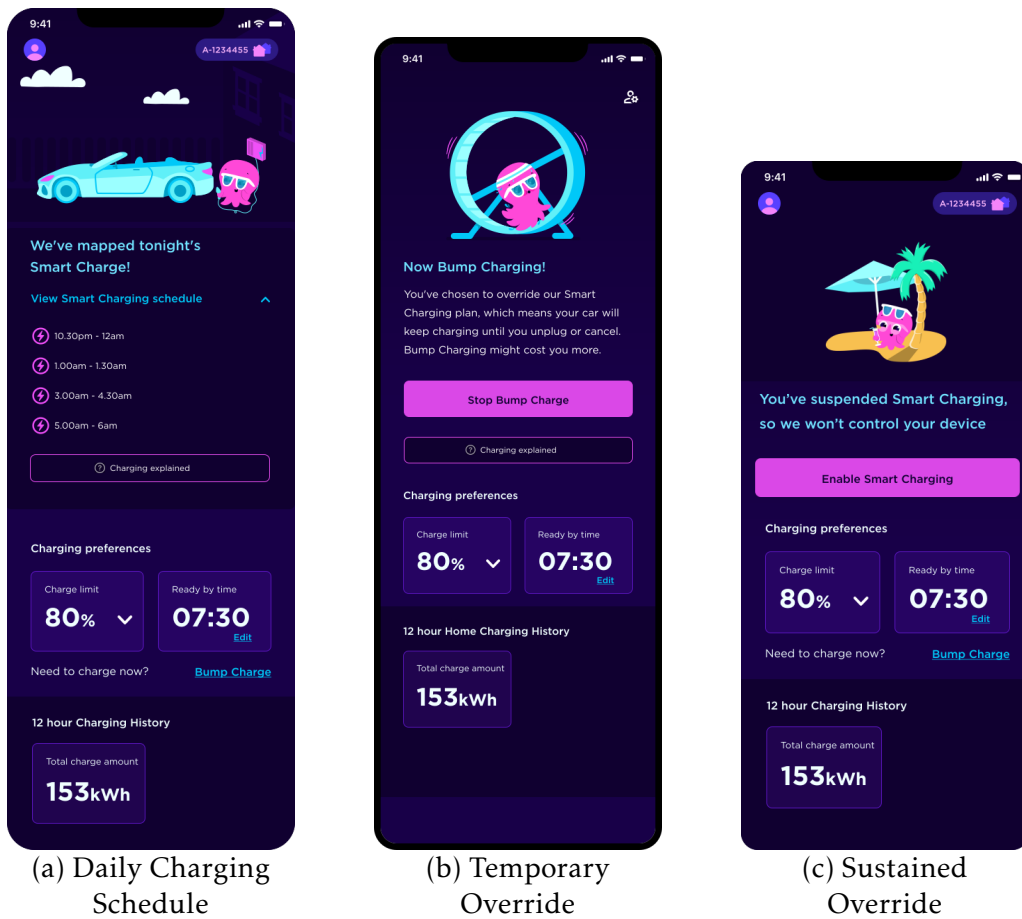 9:41
A-1234455
We've mapped tonight's
Smart Charge!
View Smart Charging schedule
10.30pm - 12am
1.00am - 1.30am
3.00am - 4.30am
5.00am - 6am
Charging explained
Charging preferences
Charge limit
80%
Ready by time
07:30
Edit
Need to charge now?
Bump Charge
12 hour Charging History
Total charge amount
153kWh
(a) Daily Charging
Schedule
9:41
Now Bump Charging!
You've chosen to override our Smart
Charging plan, which means your car will
keep charging until you unplug or cancel.
Bump Charging might cost you more.
Stop Bump Charge
Charging explained
Charging preferences
Charge limit
80%
Ready by time
07:30
Edit
12 hour Home Charging History
Total charge amount
153kWh
(b) Temporary
Override
9:41
A-1234455
You've suspended Smart Charging,
so we won't control your device
Enable Smart Charging
Charging preferences
Charge limit
80%
Ready by time
07:30
Edit
Need to charge now?
Bump Charge
12 hour Charging History
Total charge amount
153kWh
(c) Sustained
Override